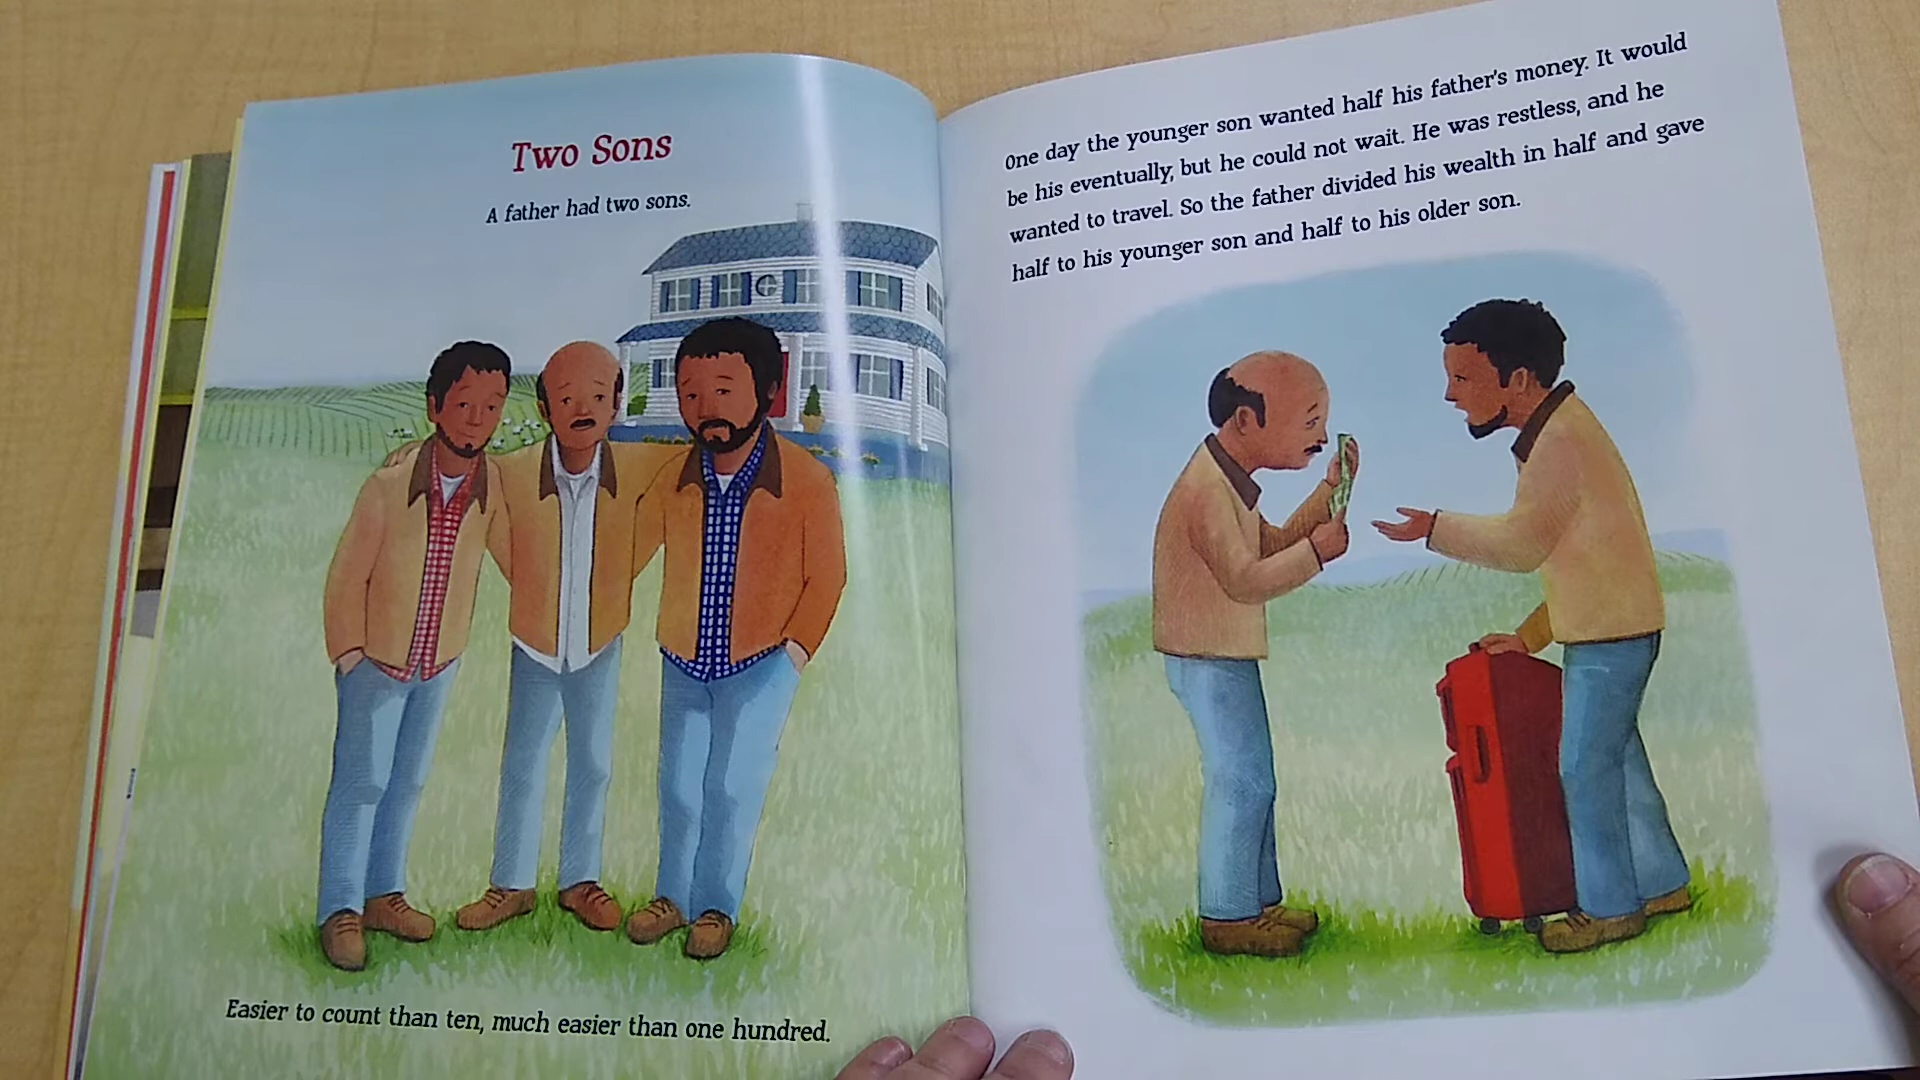 Two Sons
A father had two sons.
Easier to count than ten, much easier than one hundred.
One day the younger son wanted half his father's money. It would
be his eventually, but he could not wait. He was restless, and he
wanted to travel. So the father divided his wealth in half and gave
half to his younger son and half to his older son.